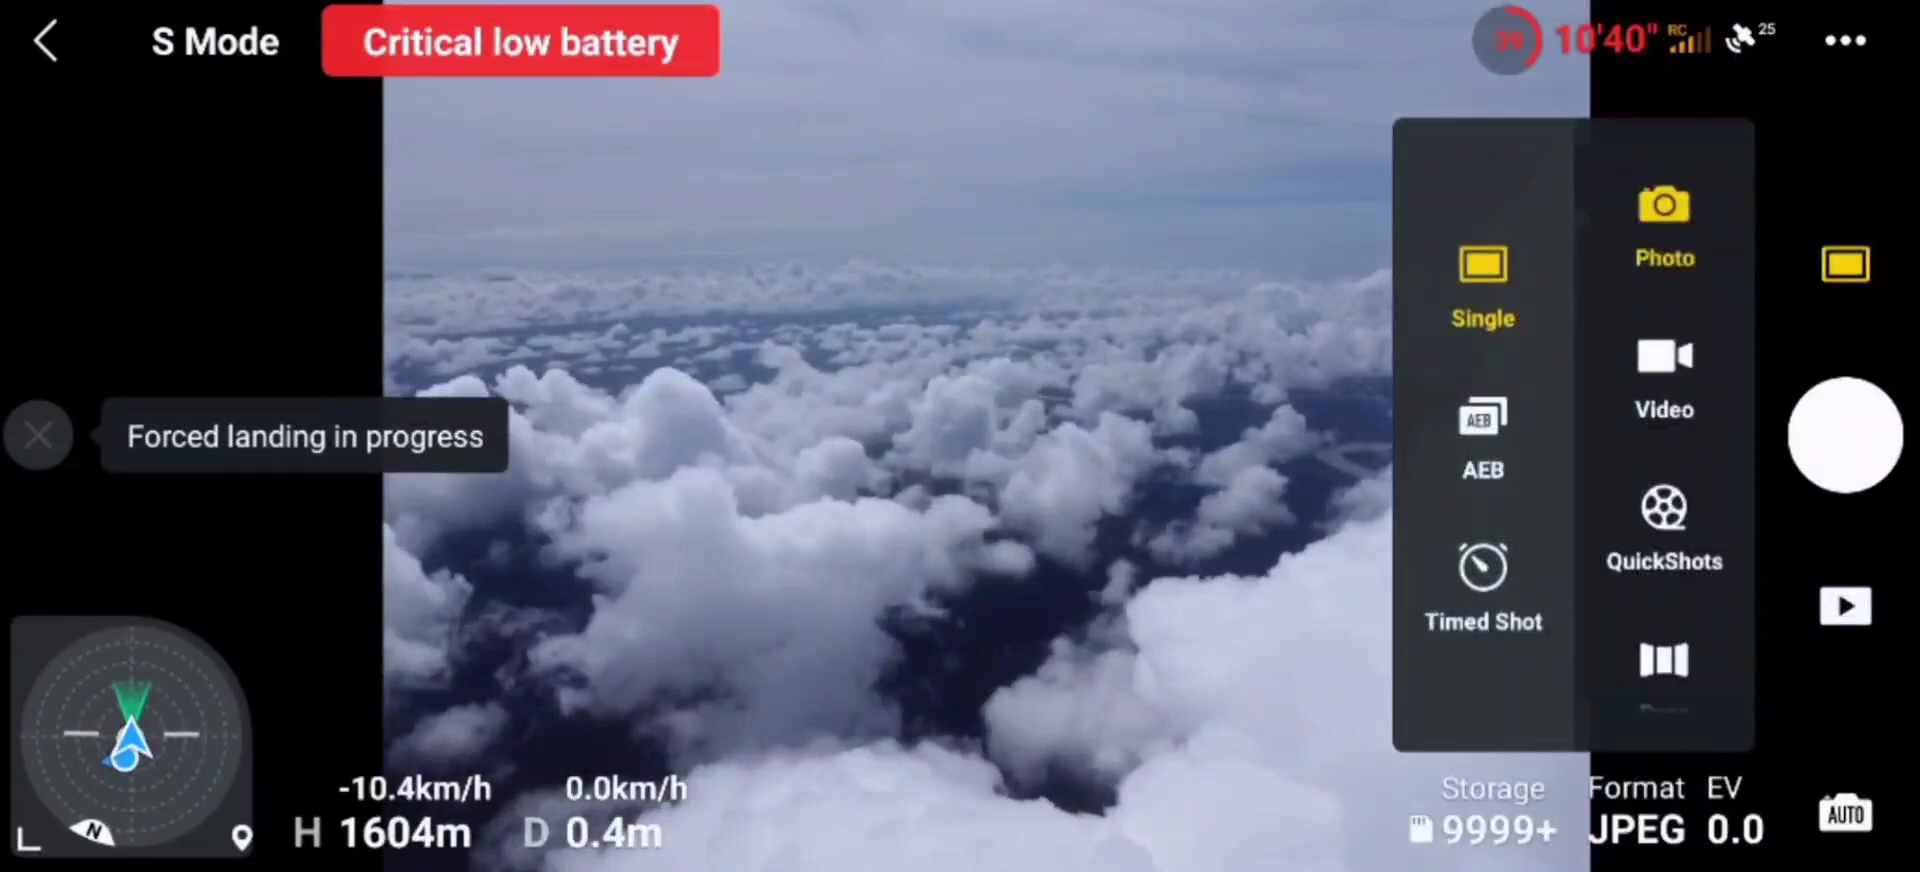 S Mode
Critical low battery
39
10'40"
RC
25
Photo
Single
Video
AEB
AEB
Forced landing in progress
QuickShots
Timed Shot
N
-10.4km/h
0.0km/h
H 1604m
D 0.4m
Storage
9999+
Format
JPEG
EV
0.0
AUTO